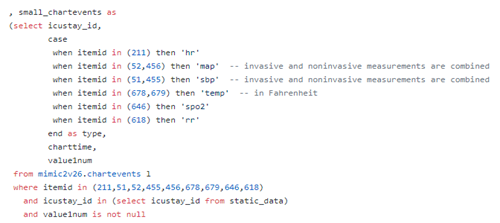 , small_chartevents as
(select icustay_id,
case
when itemid in (211) then 'hr'
when itemid in (52,456) then 'map' -- invasive and noninvasive measurements are combined
when itemid in (51,455) then 'sbp' -- invasive and noninvasive measurements are combined
when itemid in (678,679) then 'temp' -- in Fahrenheit
when itemid in (646) then 'spo2'
when itemid in (618) then 'rr'
end as type,
charttime,
value1num
from mimic2v26.chartevents l
where itemid in (211,51,52,455,456,678,679,646,618)
and icustay_id in (select icustay_id from static_data)
and value1num is not null